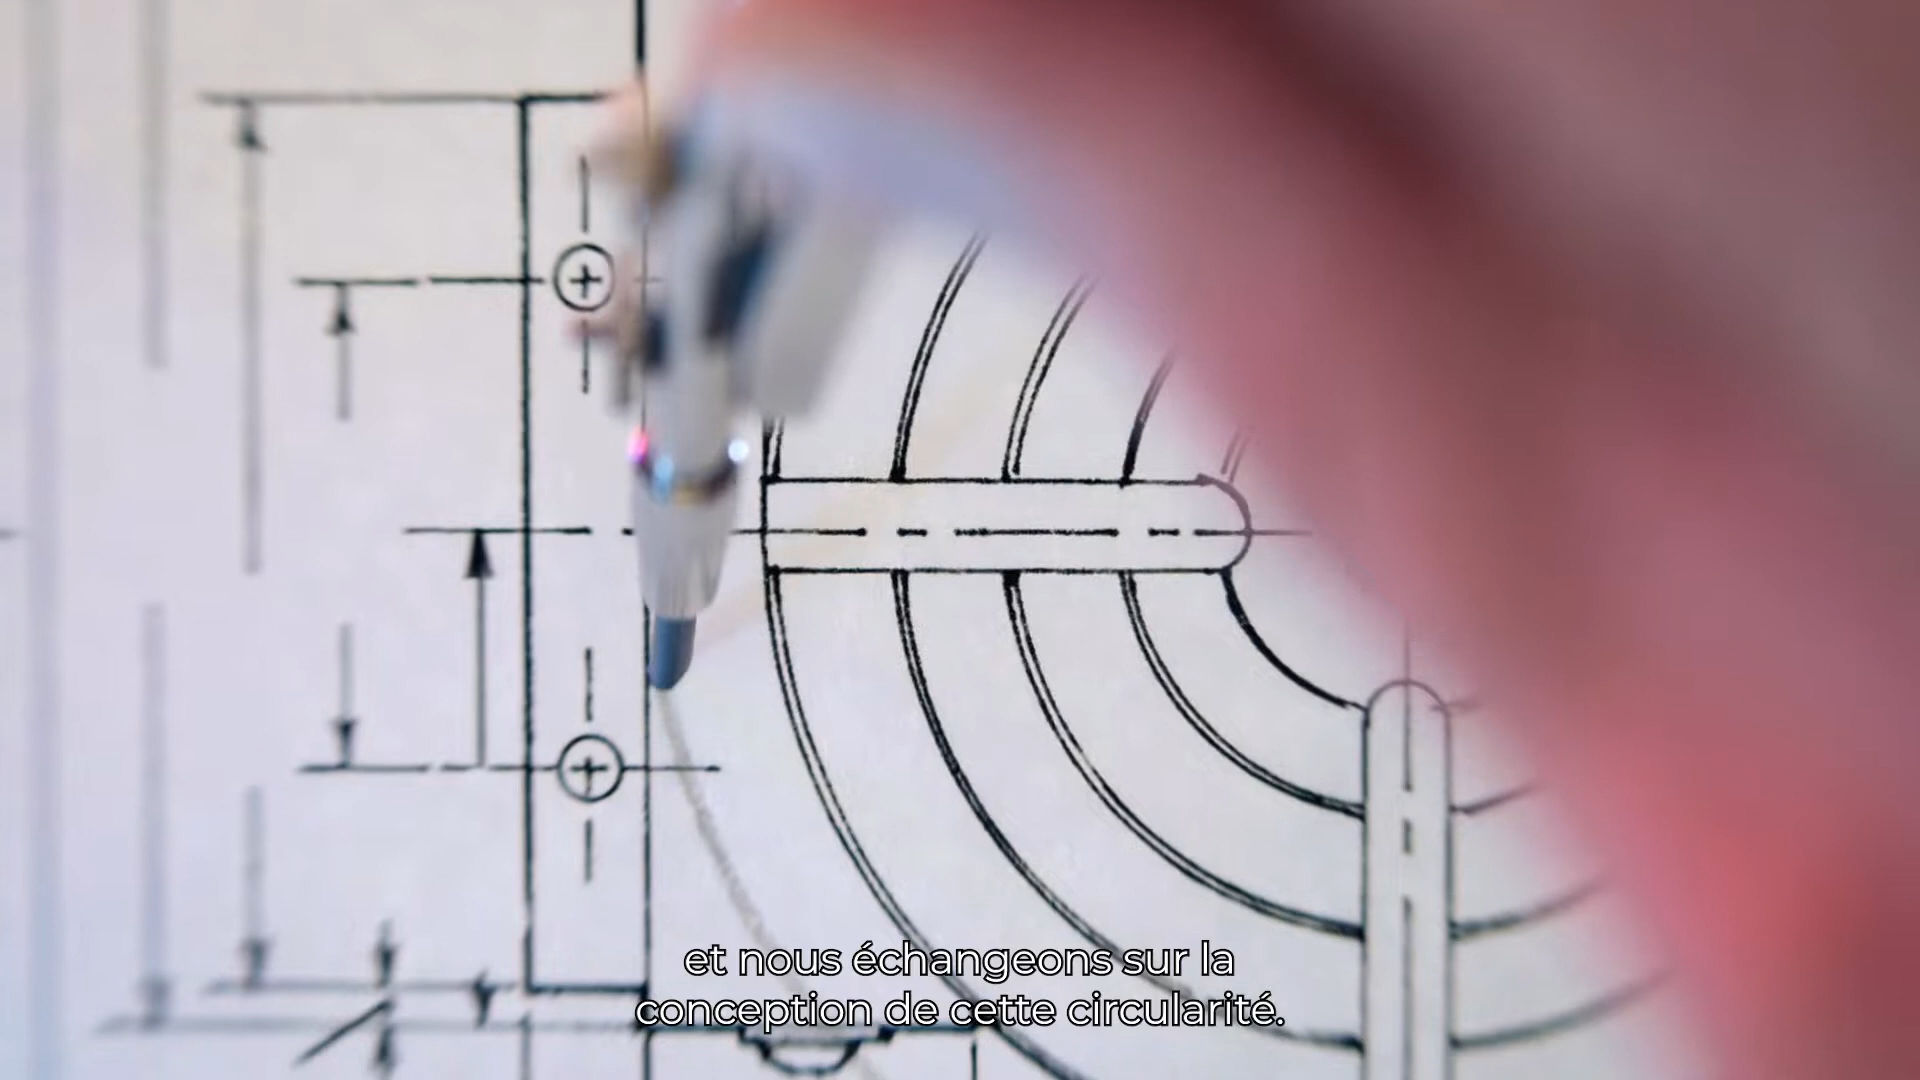 et nous échangeons sur la
conception de cette circularité.